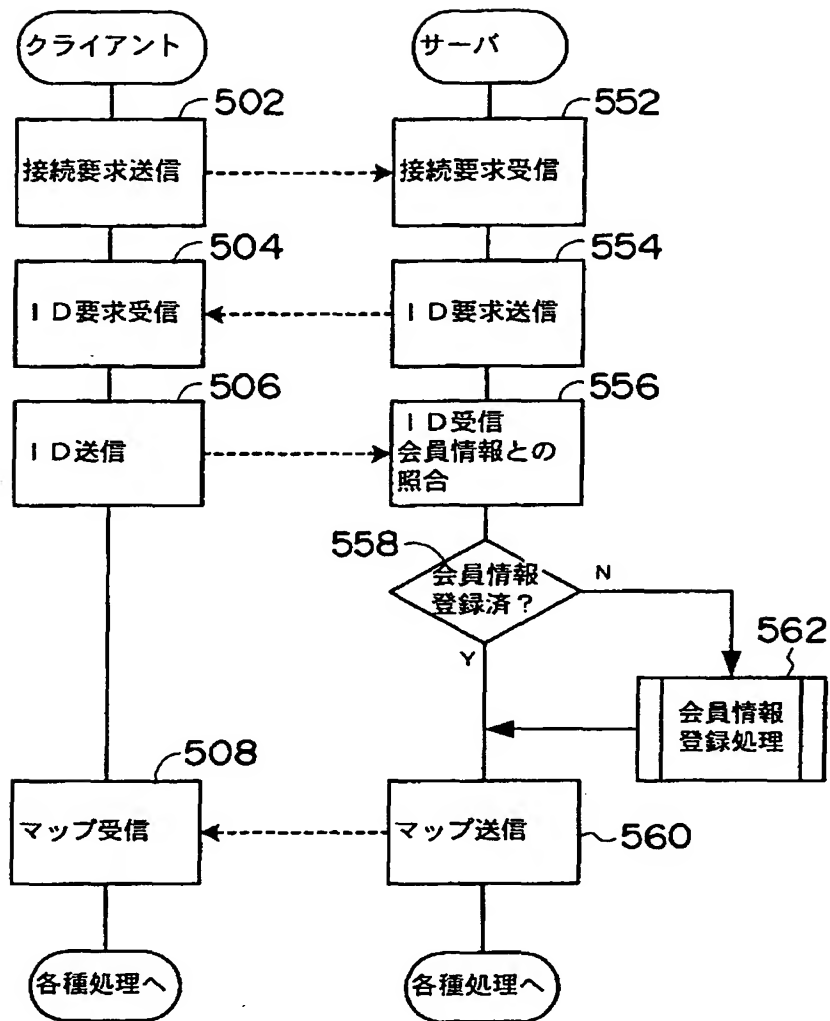 クライアント
サーバ
502
552
接続要求送信
接続要求受信
504
554
ID要求受信
ID要求送信
506
556
ID送信
ID受信
会員情報との
照合
558
会員情報
登録済?
N
Y
562
会員情報
登録処理
508
マップ受信
マップ送信
560
各種処理へ
各種処理へ